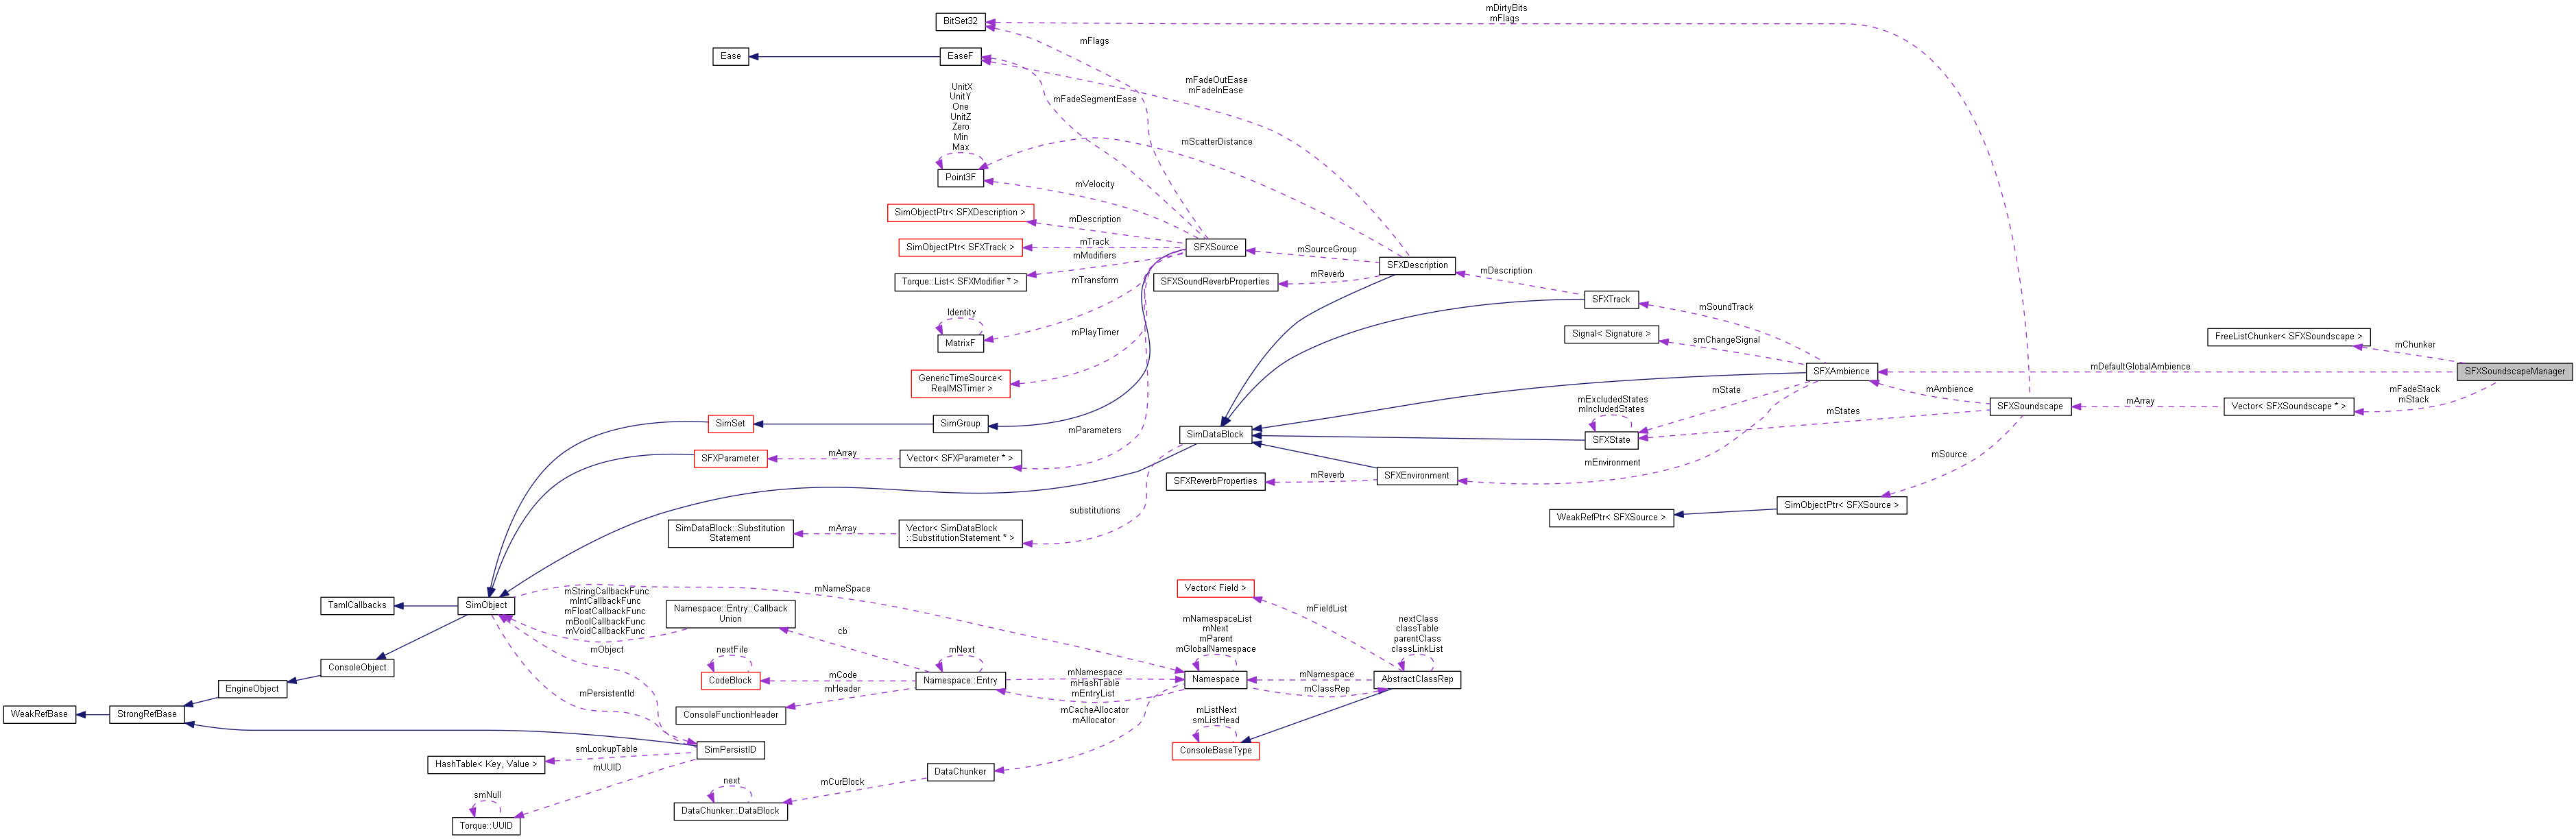 mDirtyBits
mFlags
BitSet32
mFlags
Ease
EaseF
mFadeOutEase
mFadeInEase
mFadeSegmentEase
UnitX
UnitY
One
UnitZ
Zero
Min
Max
mScatterDistance
Point3F
mVelocity
SimObjectPtr< SFXDescription >
mDescription
SimObjectPtr< SFXTrack >
mTrack
SFXSource
mSourceGroup
mModifiers
SFXDescription
mDescription
mReverb
Torque::List< SFXModifier * >
mTransform
SFXSoundReverbProperties
SFXTrack
mSoundTrack
Identity
MatrixF
mPlayTimer
Signal< Signature >
smChangeSignal
FreeListChunker< SFXSoundscape >
mChunker
mDefaultGlobalAmbience
SFXAmbience
SFXSoundscapeManager
GenericTimeSource<
RealMSTimer >
mState
mAmbience
mFadeStack
mStack
mExcludedStates
mIncludedStates
mStates
SFXSoundscape
mArray
Vector< SFXSoundscape * >
SimSet
SimGroup
mParameters
SimDataBlock
SFXState
SFXParameter
mArray
Vector< SFXParameter * >
mEnvironment
mSource
SFXReverbProperties
mReverb
SFXEnvironment
substitutions
WeakRefPtr< SFXSource >
SimObjectPtr< SFXSource >
SimDataBlock::Substitution
Statement
mArray
Vector< SimDataBlock
::SubstitutionStatement * >
TamlCallbacks
SimObject
mStringCallbackFunc
mIntCallbackFunc
mFloatCallbackFunc
mBoolCallbackFunc
mVoidCallbackFunc
mNameSpace
Namespace::Entry::Callback
Union
cb
Vector< Field >
mFieldList
mObject
nextFile
mNext
mNamespaceList
mNext
mParent
mGlobalNamespace
nextClass
classTable
parentClass
classLinkList
ConsoleObject
CodeBlock
mCode
Namespace::Entry
mNamespace
Namespace
mNamespace
AbstractClassRep
EngineObject
mHeader
mHashTable
mEntryList
mClassRep
mPersistentId
WeakRefBase
StrongRefBase
ConsoleFunctionHeader
mCacheAllocator
mAllocator
mListNext
smListHead
SimPersistID
ConsoleBaseType
HashTable< Key, Value >
smLookupTable
mUUID
DataChunker
mCurBlock
next
DataChunker::DataBlock
smNull
Torque::UUID